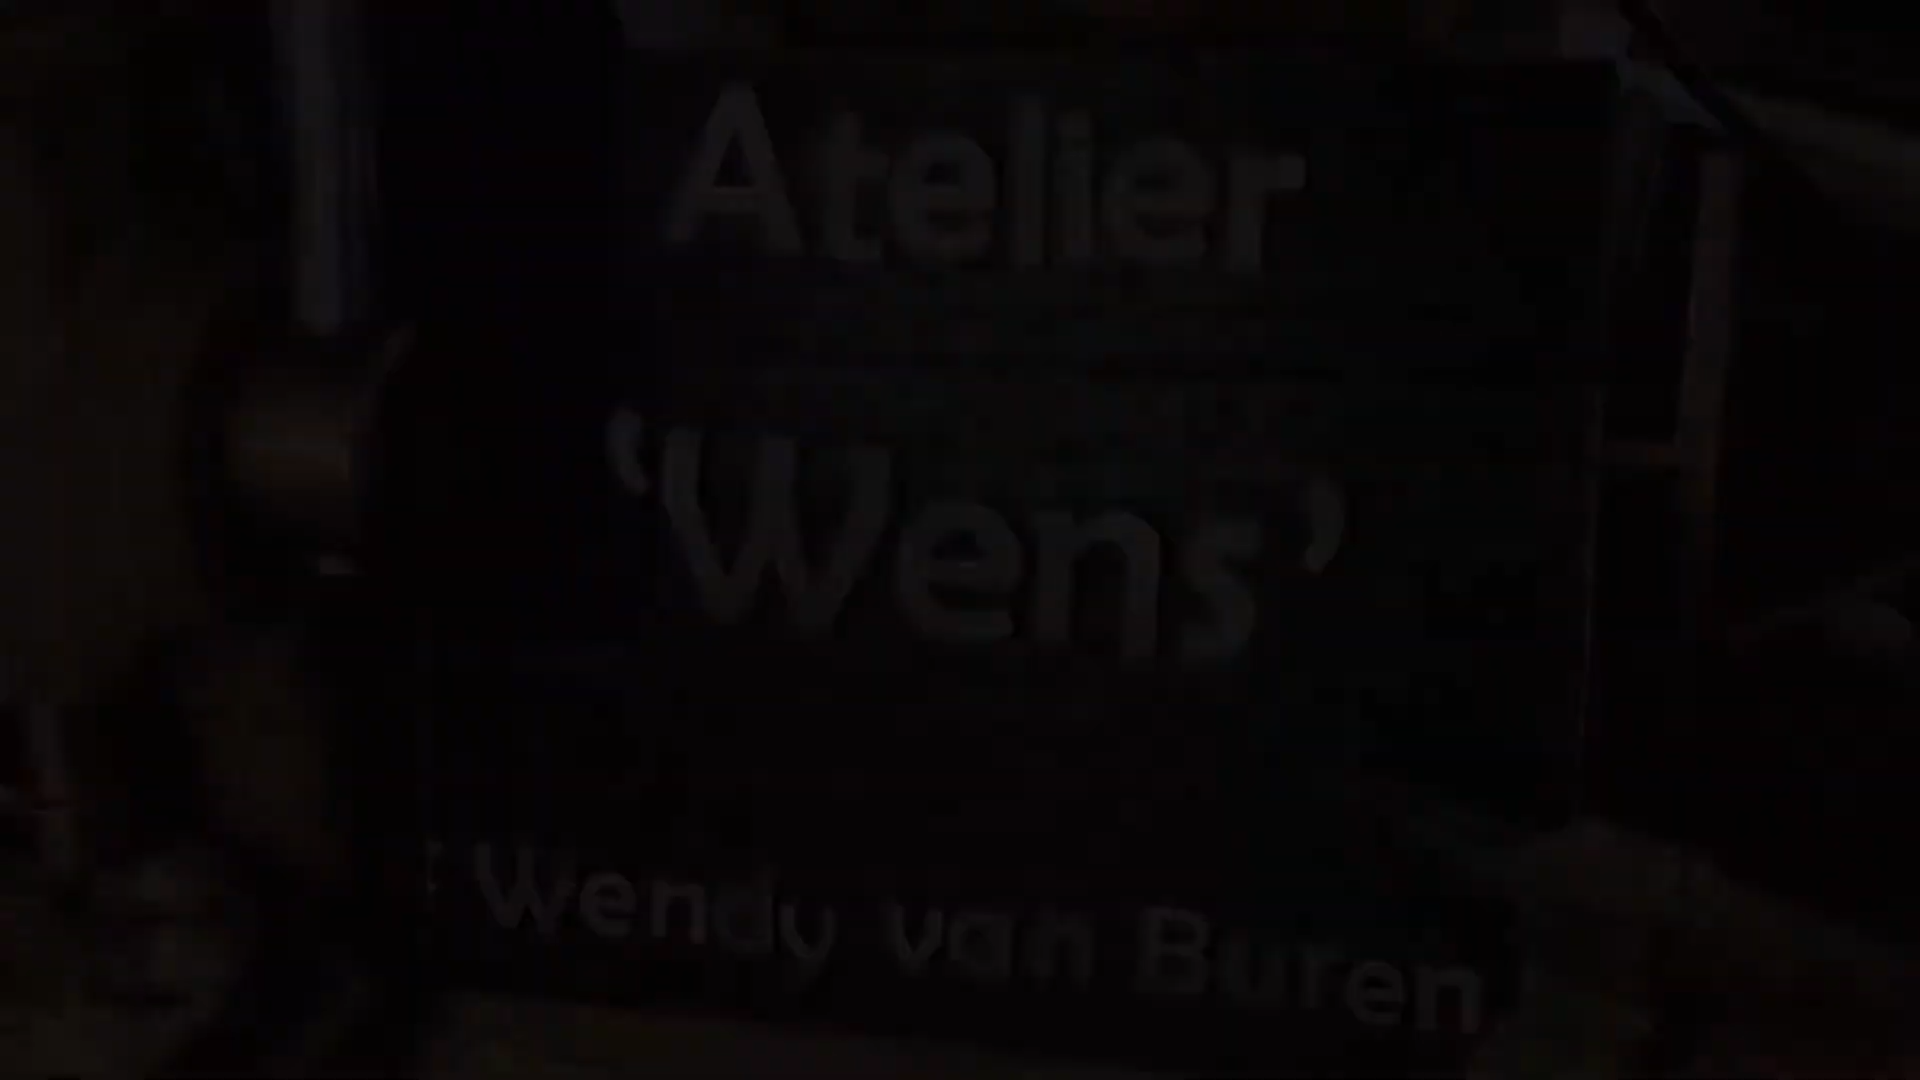 Atelier
‘Wens’
Wendy van Buren